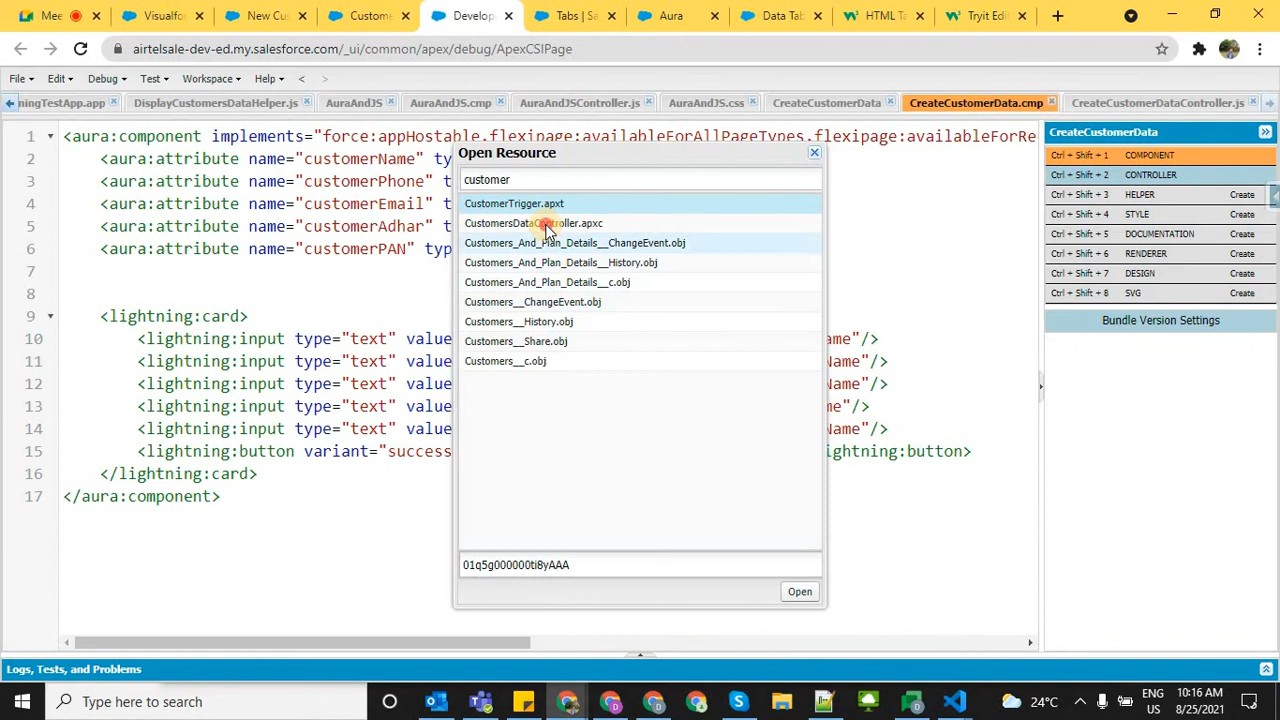 Mee
Visualfo
New Cus
Custome
Develop
Tabs | Sa
Aura
Data Tab
HTML Ta
Tryit Edi
airtelsale-dev-ed.my.salesforce.com/_ui/common/apex/debug/ApexCSIPage
File Edit Debug Test Workspace Help < >
ningTestApp.app DisplayCustomersDataHelper.js AuraAndJS AuraAndJS.cmp AuraAndJSController.js AuraAndJS.css CreateCustomerData CreateCustomerData.cmp CreateCustomerDataController.js
1 <aura:component implements="force:appHostable,flexipage:availableForAllPageTypes,flexipage:availableForRe
2 <aura:attribute name="customerName" ty
3 <aura:attribute name="customerPhone" t
4 <aura:attribute name="customerEmail" t
5 <aura:attribute name="customerAdhar" t
6 <aura:attribute name="customerPAN" typ
7
8
9 <lightning:card>
10 <lightning:input type="text" value ame"/>
11 <lightning:input type="text" value Name"/>
12 <lightning:input type="text" value Name"/>
13 <lightning:input type="text" value me"/>
14 <lightning:input type="text" value Name"/>
15 <lightning:button variant="success ightning:button>
16 </lightning:card>
17 </aura:component>
Open Resource
customer
CustomerTrigger.apxt
CustomersDataController.apxc
Customers_And_Plan_Details__ChangeEvent.obj
Customers_And_Plan_Details__History.obj
Customers_And_Plan_Details__c.obj
Customers__ChangeEvent.obj
Customers__History.obj
Customers__Share.obj
Customers__c.obj
01q5g000000ti8yAAA
Open
CreateCustomerData
Ctrl + Shift + 1 COMPONENT
Ctrl + Shift + 2 CONTROLLER
Ctrl + Shift + 3 HELPER Create
Ctrl + Shift + 4 STYLE Create
Ctrl + Shift + 5 DOCUMENTATION Create
Ctrl + Shift + 6 RENDERER Create
Ctrl + Shift + 7 DESIGN Create
Ctrl + Shift + 8 SVG Create
Bundle Version Settings
Logs, Tests, and Problems
Type here to search
24°C
ENG
IN
10:16 AM
8/25/2021